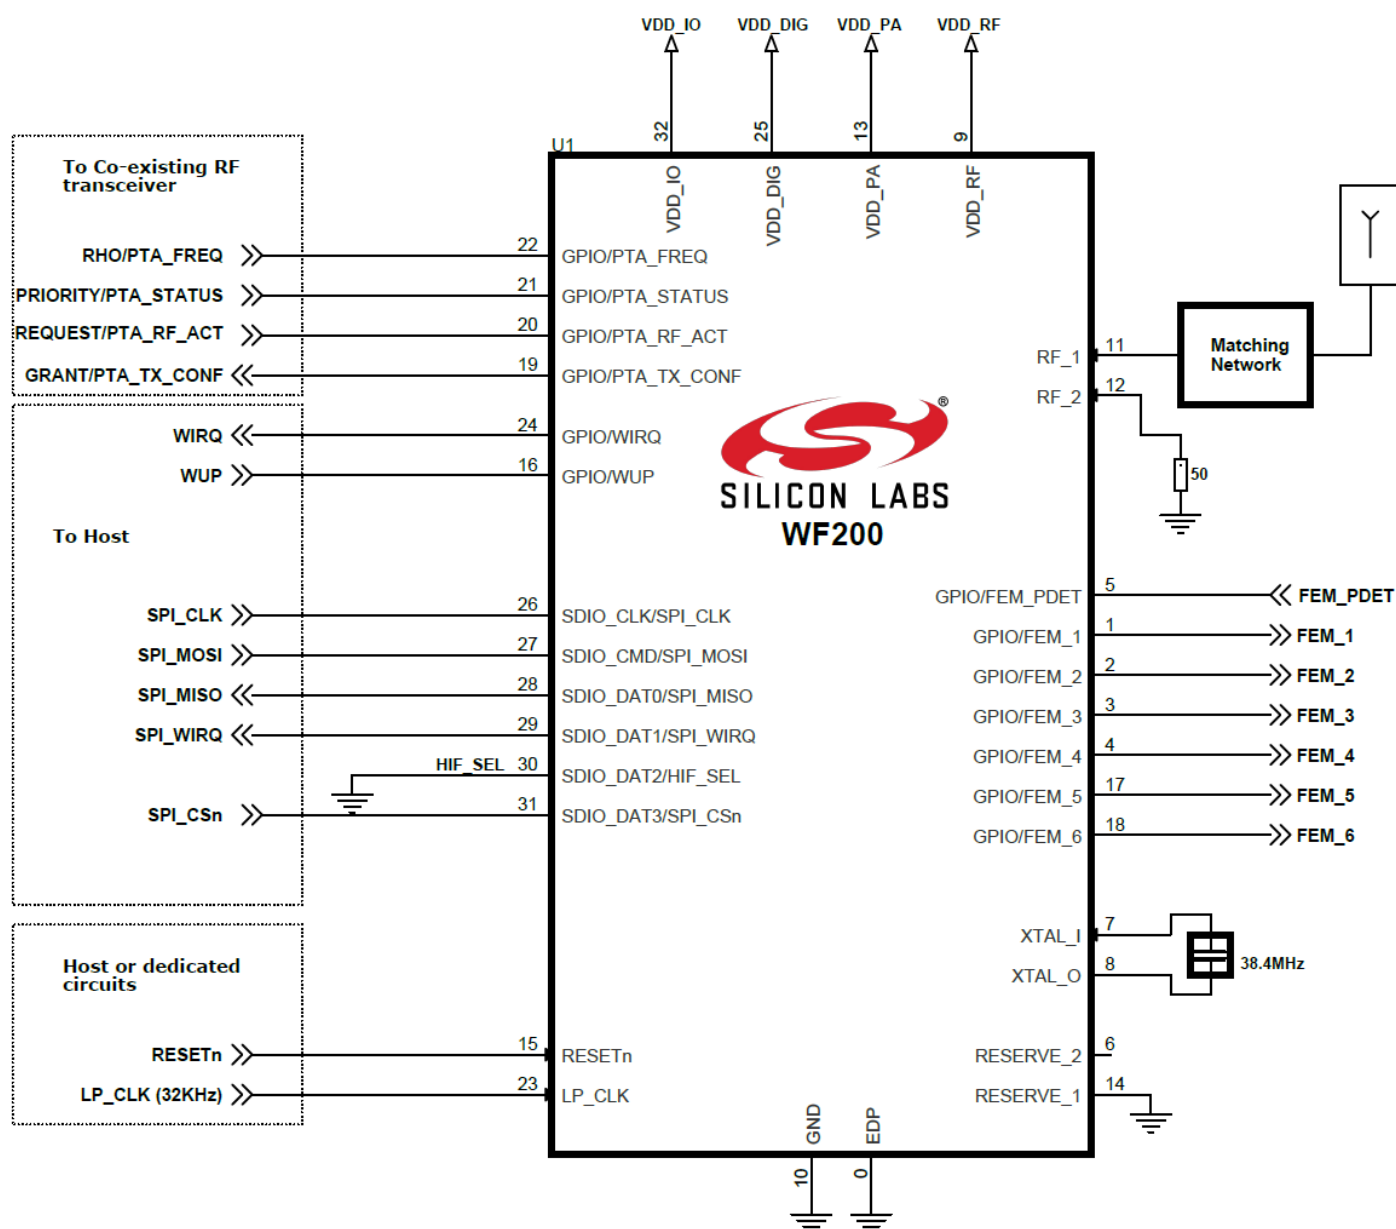 VDD_IO VDD_DIG VDD_PA VDD_RF
32 25 13 9
U1
VDD_IO VDD_DIG VDD_PA VDD_RF
To Co-existing RF
transceiver
RHO/PTA_FREQ 22 GPIO/PTA_FREQ
PRIORITY/PTA_STATUS 21 GPIO/PTA_STATUS
REQUEST/PTA_RF_ACT 20 GPIO/PTA_RF_ACT
GRANT/PTA_TX_CONF 19 GPIO/PTA_TX_CONF
RF_1 11
Matching
Network
RF_2 12
50
WIRQ 24 GPIO/WIRQ
WUP 16 GPIO/WUP
To Host
®
SILICON LABS
WF200
SPI_CLK 26 SDIO_CLK/SPI_CLK
SPI_MOSI 27 SDIO_CMD/SPI_MOSI
SPI_MISO 28 SDIO_DAT0/SPI_MISO
SPI_WIRQ 29 SDIO_DAT1/SPI_WIRQ
HIF_SEL 30 SDIO_DAT2/HIF_SEL
SPI_CSn 31 SDIO_DAT3/SPI_CSn
GPIO/FEM_PDET 5 FEM_PDET
GPIO/FEM_1 1 FEM_1
GPIO/FEM_2 2 FEM_2
GPIO/FEM_3 3 FEM_3
GPIO/FEM_4 4 FEM_4
GPIO/FEM_5 17 FEM_5
GPIO/FEM_6 18 FEM_6
XTAL_I 7
38.4MHz
XTAL_O 8
Host or dedicated
circuits
RESETn 15 RESETn
LP_CLK (32KHz) 23 LP_CLK
RESERVE_2 6
RESERVE_1 14
GND EDP
10 0